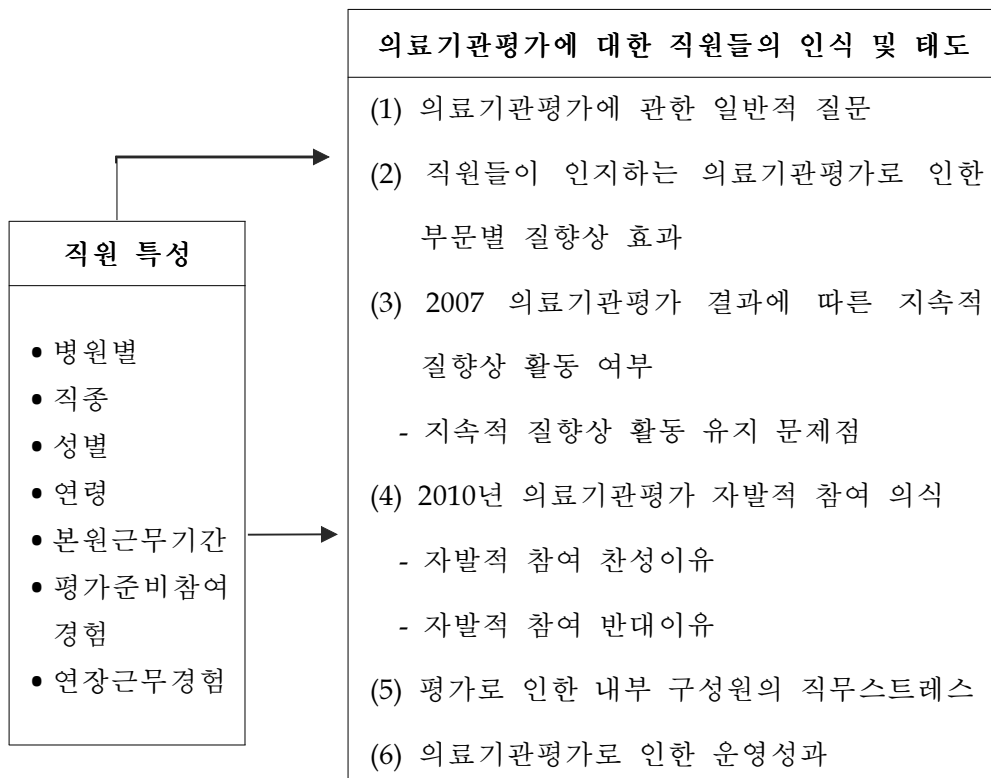 직원 특성
• 병원별
• 직종
• 성별
• 연령
• 본원근무기간
• 평가준비참여
경험
• 연장근무경험
의료기관평가에 대한 직원들의 인식 및 태도
(1) 의료기관평가에 관한 일반적 질문
(2) 직원들이 인지하는 의료기관평가로 인한
부문별 질향상 효과
(3) 2007 의료기관평가 결과에 따른 지속적
질향상 활동 여부
- 지속적 질향상 활동 유지 문제점
(4) 2010년 의료기관평가 자발적 참여 의식
- 자발적 참여 찬성이유
- 자발적 참여 반대이유
(5) 평가로 인한 내부 구성원의 직무스트레스
(6) 의료기관평가로 인한 운영성과